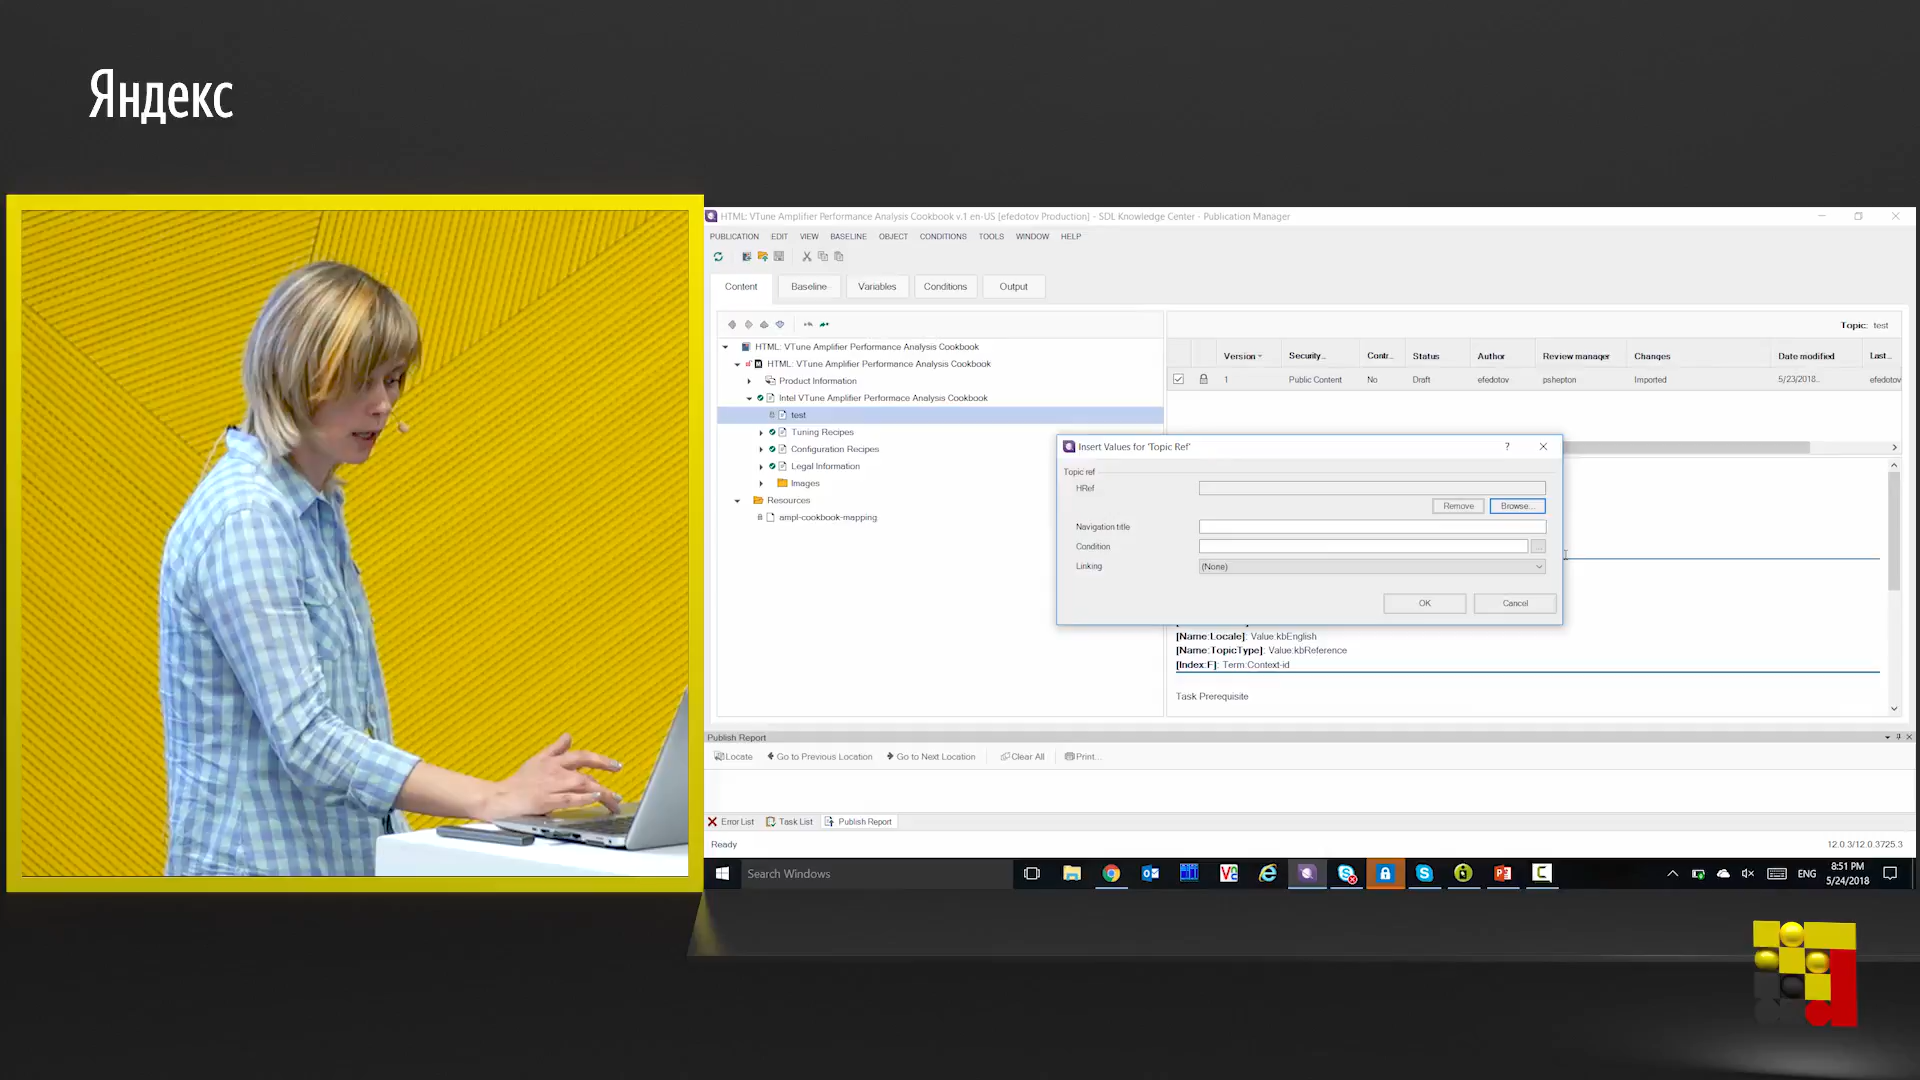 Яндекс
HTML: VTune Amplifier Performance Analysis Cookbook v.1 en-US [efedotov Production] - SDL Knowledge Center - Publication Manager
PUBLICATION EDIT VIEW BASELINE OBJECT CONDITIONS TOOLS WINDOW HELP
Content Baseline Variables Conditions Output
HTML: VTune Amplifier Performance Analysis Cookbook
HTML: VTune Amplifier Performance Analysis Cookbook
Product Information
Intel VTune Amplifier Performace Analysis Cookbook
test
Tuning Recipes
Configuration Recipes
Legal Information
Images
Resources
ampl-cookbook-mapping
Topic: test
Version Security... Contr... Status Author Review manager Changes Date modified Last...
1 Public Content No Draft efedotov pshepton Imported 5/23/2018... efedotov
Insert Values for 'Topic Ref' ?
Topic ref
HRef
Remove Browse...
Navigation title
Condition
...
Linking (None)
OK Cancel
[Name:Locale]: Value:kbEnglish
[Name:TopicType]: Value:kbReference
[Index:F]: Term:Context-id
Task Prerequisite
Publish Report
Locate Go to Previous Location Go to Next Location Clear All Print...
Error List Task List Publish Report
Ready 12.0.3/12.0.3725.3
Search Windows
ENG 8:51 PM
5/24/2018